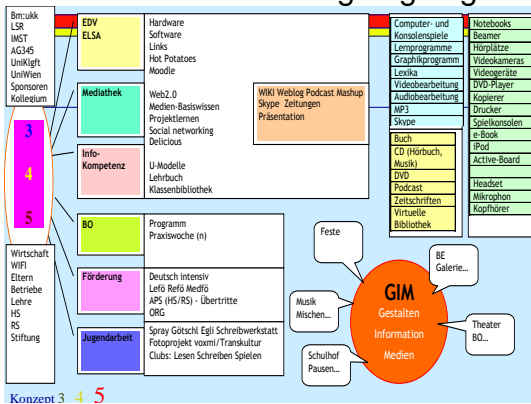 Bm:ukk
LSR
IMST
AG345
UniKlgft
UniWien
Sponsoren
Kollegium
3
4
5
Wirtschaft
WIFI
Eltern
Betriebe
Lehre
HS
RS
Stiftung
EDV
ELSA
Hardware
Software
Links
Hot Potatoes
Moodle
Mediathek
Web2.0
Medien-Basiswissen
Projektlernen
Social networking
Delicious
Info-
Kompetenz
U-Modelle
Lehrbuch
Klassenbibliothek
WIKI Weblog Podcast Mashup
Skype Zeitungen
Präsentation
BO
Programm
Praxiswoche (n)
Förderung
Deutsch intensiv
Lefö Refö Medfö
APS (HS/RS) - Übertritte
ORG
Jugendarbeit
Spray Götschl Egli Schreibwerkstatt
Fotoprojekt voxmi/Transkultur
Clubs: Lesen Schreiben Spielen
Computer- und
Konsolenspiele
Lernprogramme
Graphikprogramm
Lexika
Videobearbeitung
Audiobearbeitung
MP3
Skype
Buch
CD (Hörbuch,
Musik)
DVD
Podcast
Zeitschriften
Virtuelle
Bibliothek
Notebooks
Beamer
Hörplätze
Videokameras
Videogeräte
DVD-Player
Kopierer
Drucker
Spielkonsolen
e-Book
iPod
Active-Board
Headset
Mikrophon
Kopfhörer
Feste
BE
Galerie...
Musik
Mischen...
GIM
Gestalten
Information
Medien
Theater
BO...
Schulhof
Pausen...
Konzept 3 4 5